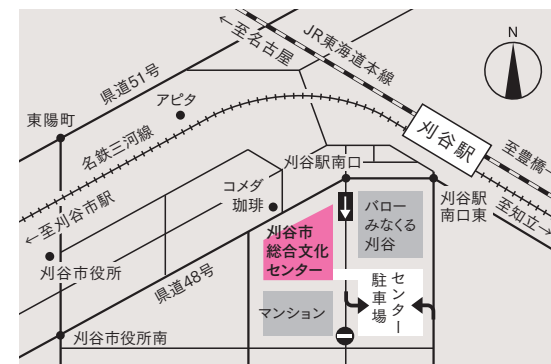 ←至名古屋
JR東海道本線
N
県道51号
アピタ
東陽町
名鉄三河線
刈谷駅
至豊橋→
刈谷駅南口
コメダ
珈琲
バロー
みなくる
刈谷
刈谷駅
南口東
至知立→
←至刈谷市駅
刈谷市
総合文化
センター
刈谷市役所
県道48号
センター
駐車場
マンション
刈谷市役所南